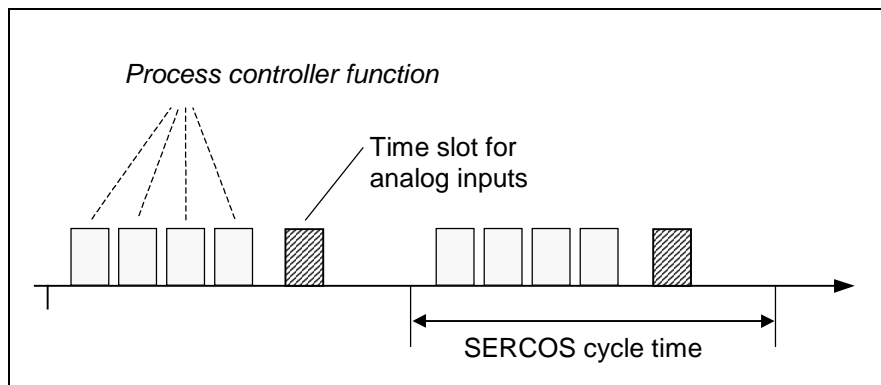 Process controller function
Time slot for
analog inputs
SERCOS cycle time